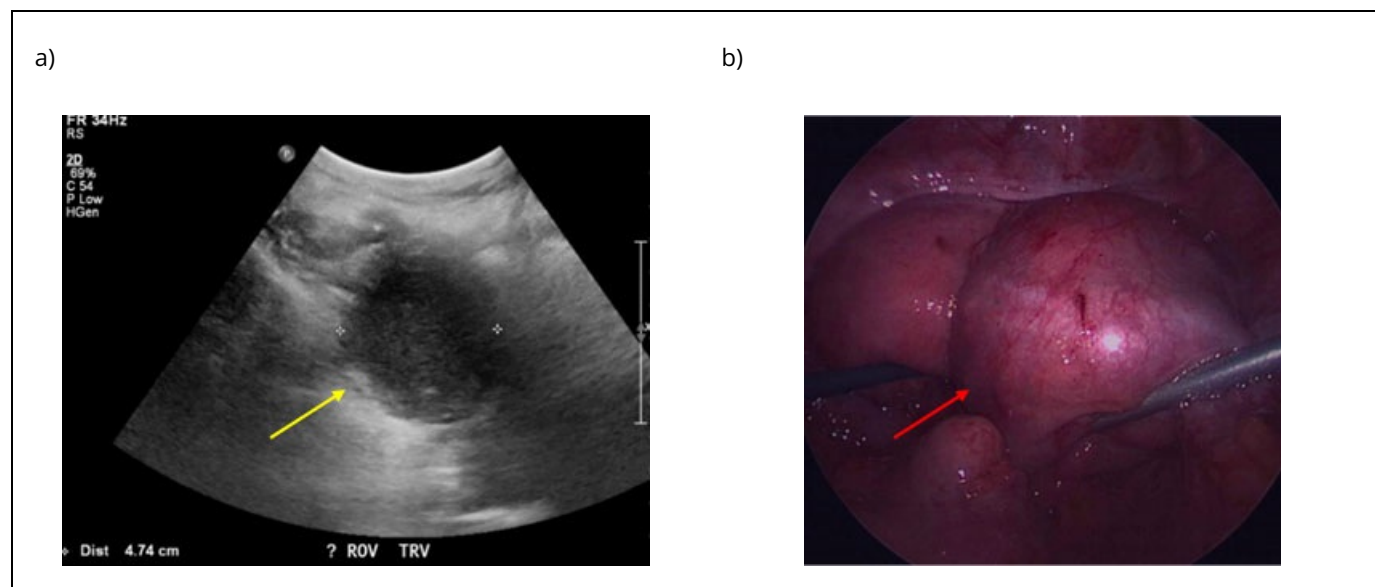 a)
b)
FR 34Hz
RS
2D
69%
C 54
P Low
HGen
P
x
Dist 4.74 cm
? ROV TRV